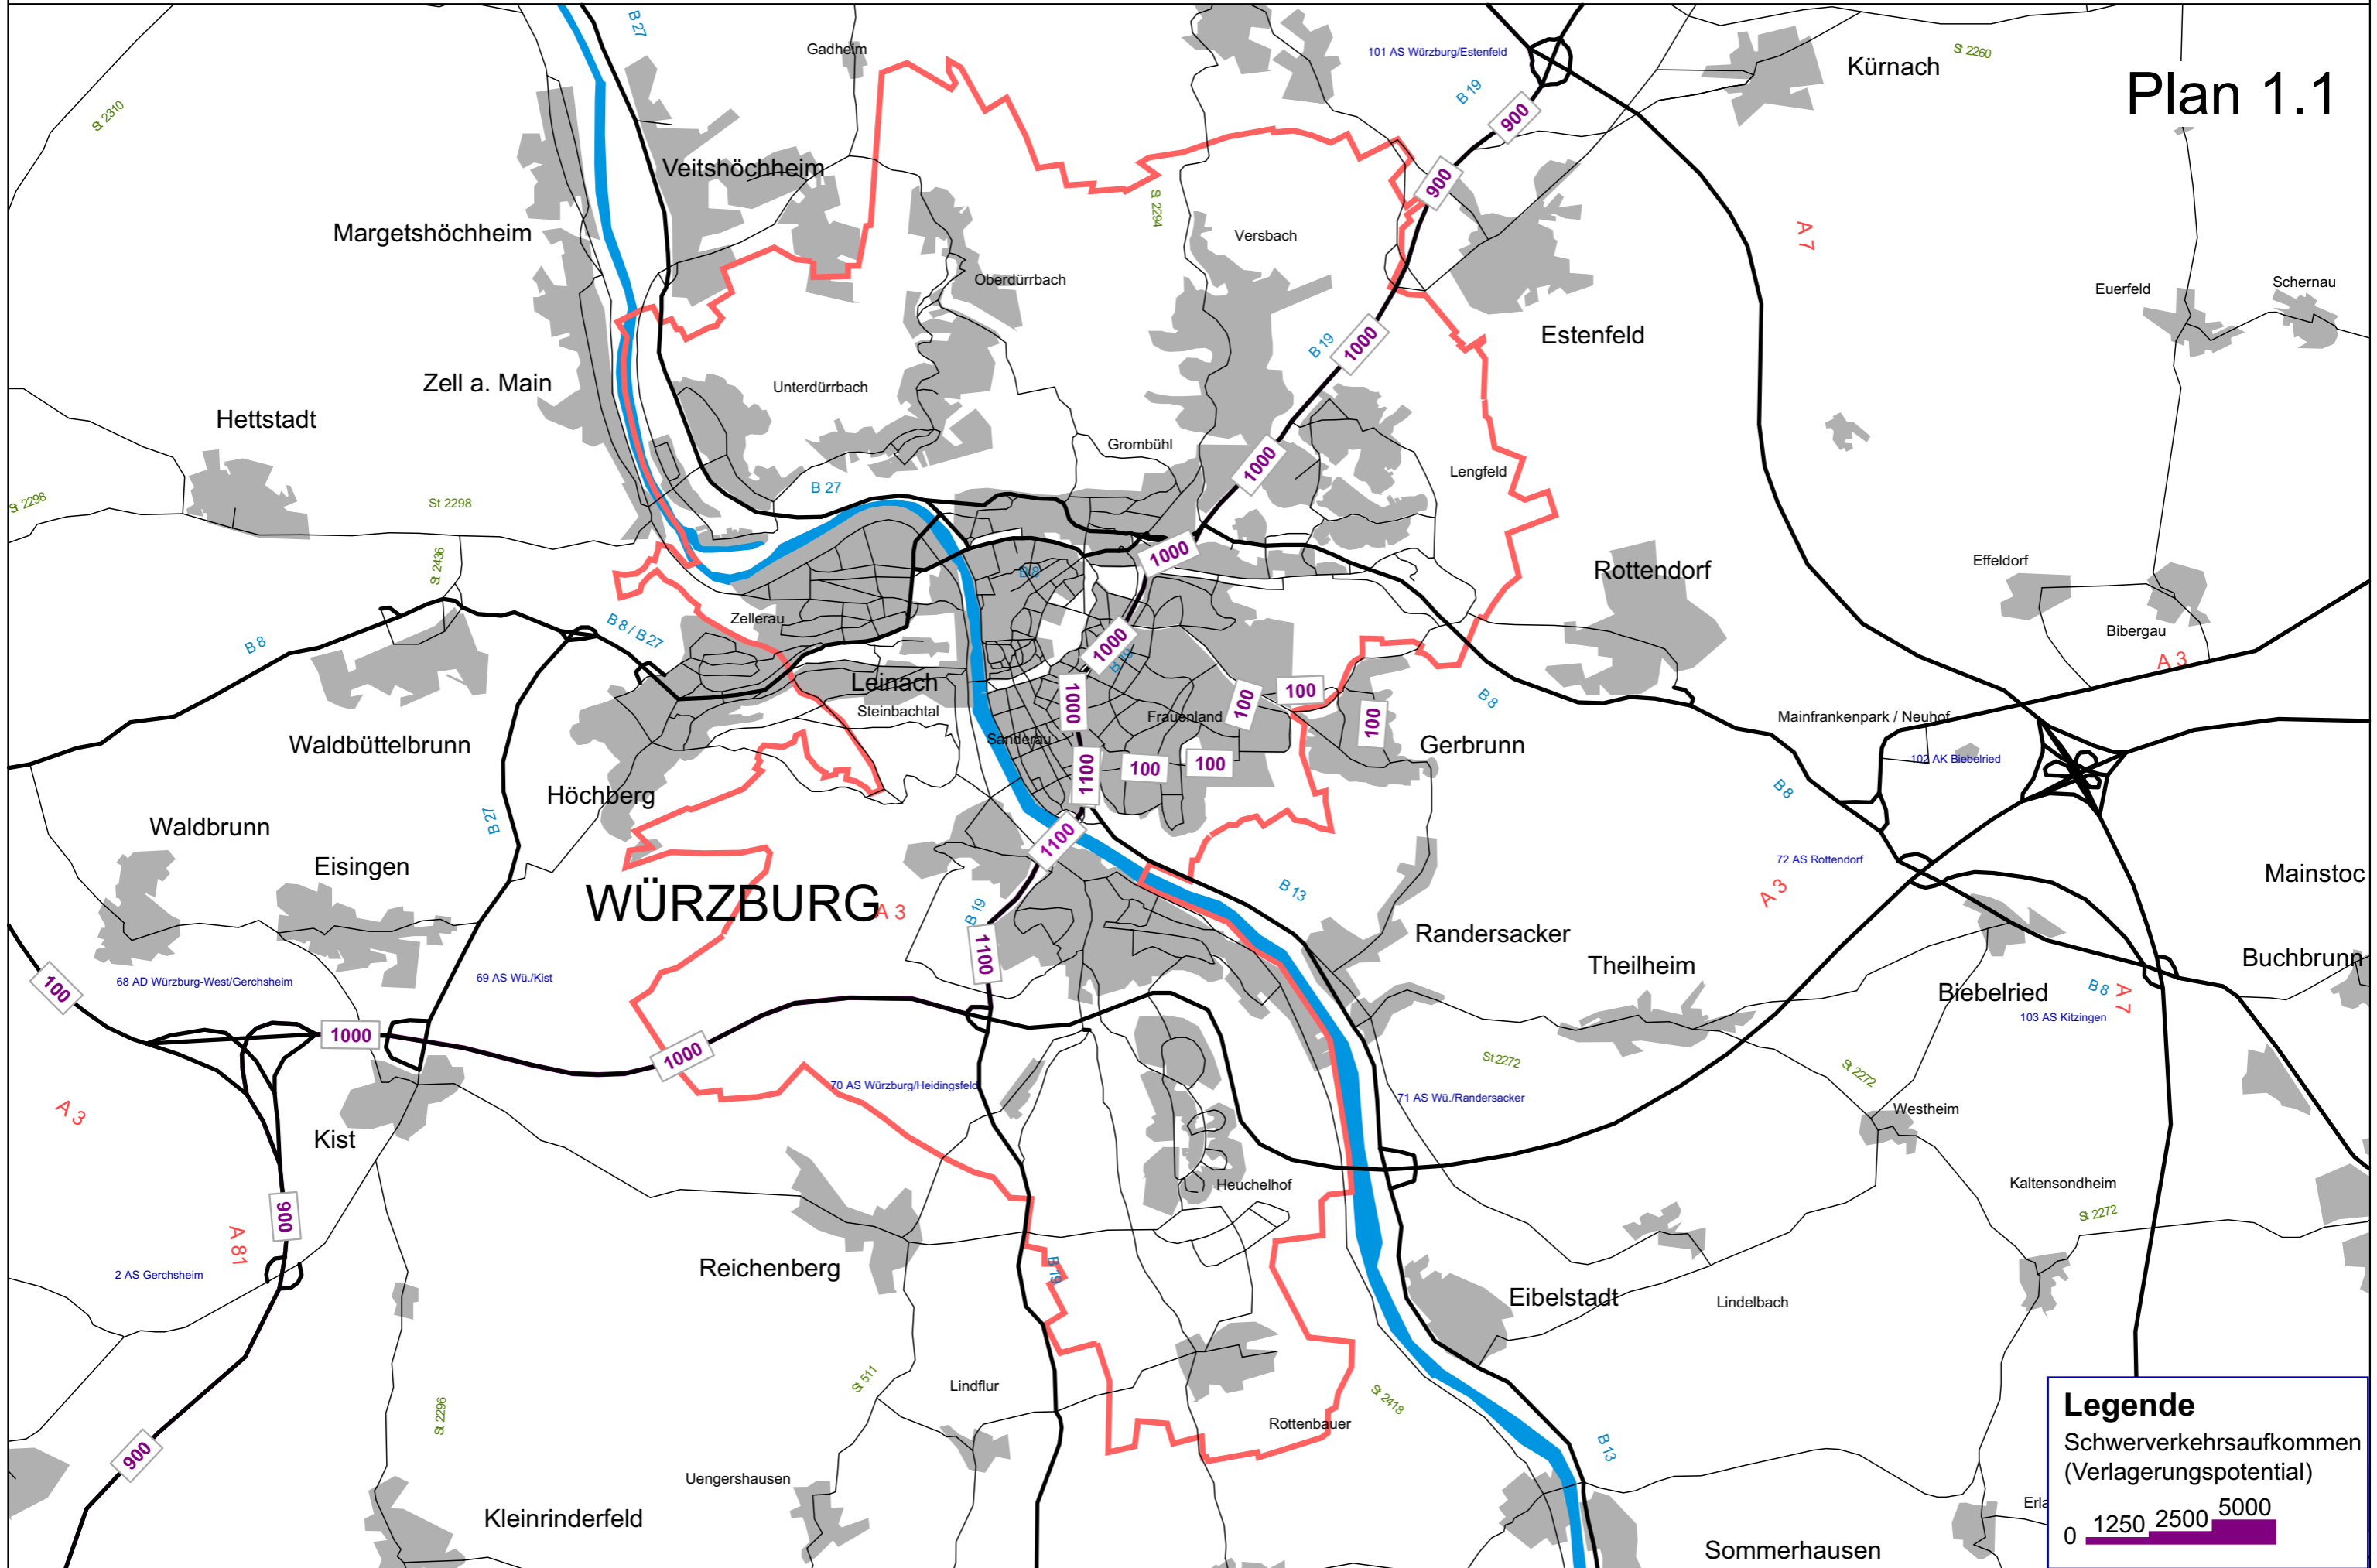 B 27
Gadheim
101 AS Würzburg/Estenfeld
St 2260
Kürnach
Plan 1.1
B 19
St 2310
900
Veitshöchheim
900
St 2294
Margetshöchheim
Versbach
A 7
Oberdürrbach
Euerfeld
Schernau
Estenfeld
B 19
1000
Zell a. Main
Unterdürrbach
Hettstadt
Grombühl
1000
Lengfeld
B 27
St 2298
St 2298
1000
St 2436
B 8
Rottendorf
Effeldorf
Zellerau
B 8 / B 27
B 8
1000
B 19
Bibergau
A 3
Leinach
Steinbachtal
1000
Frauenland
100
100
100
B 8
Mainfrankenpark / Neuhof
Sanderau
Waldbüttelbrunn
Gerbrunn
102 AK Biebelried
1100
100
100
B 8
Höchberg
B 27
Waldbrunn
1100
Eisingen
72 AS Rottendorf
Mainstoc
WÜRZBURG
A 3
B 19
B 13
A 3
Randersacker
1100
Theilheim
Buchbrunn
100
68 AD Würzburg-West/Gerchsheim
69 AS Wü./Kist
Biebelried
B 8
A 7
103 AS Kitzingen
1000
1000
St 2272
St 2272
70 AS Würzburg/Heidingsfeld
71 AS Wü./Randersacker
A 3
Westheim
Kist
Heuchelhof
Kaltensondheim
900
St 2272
A 81
Reichenberg
B 19
2 AS Gerchsheim
Eibelstadt
Lindelbach
St 511
Lindflur
St 2418
St 2296
Rottenbauer
900
B 13
Uengershausen
Kleinrinderfeld
Sommerhausen
Erla
Legende
Schwerverkehrsaufkommen
(Verlagerungspotential)
0 1250 2500 5000